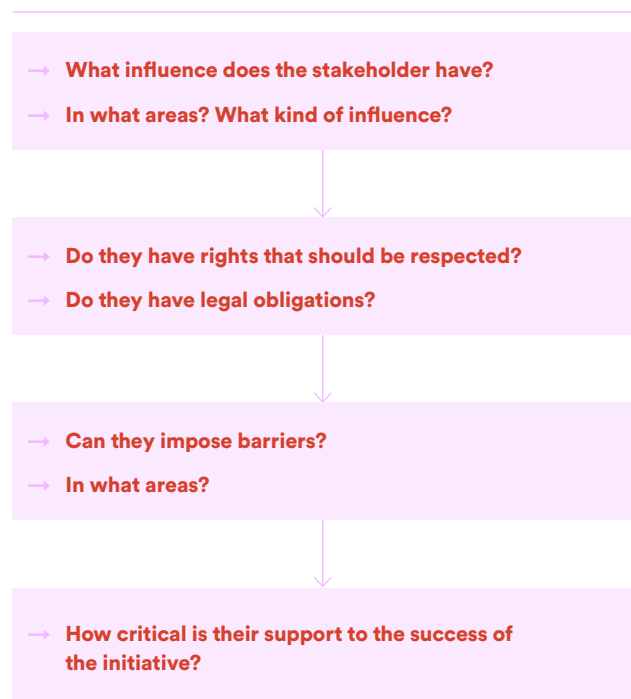 → What influence does the stakeholder have?
→ In what areas? What kind of influence?
→ Do they have rights that should be respected?
→ Do they have legal obligations?
→ Can they impose barriers?
→ In what areas?
→ How critical is their support to the success of
the initiative?